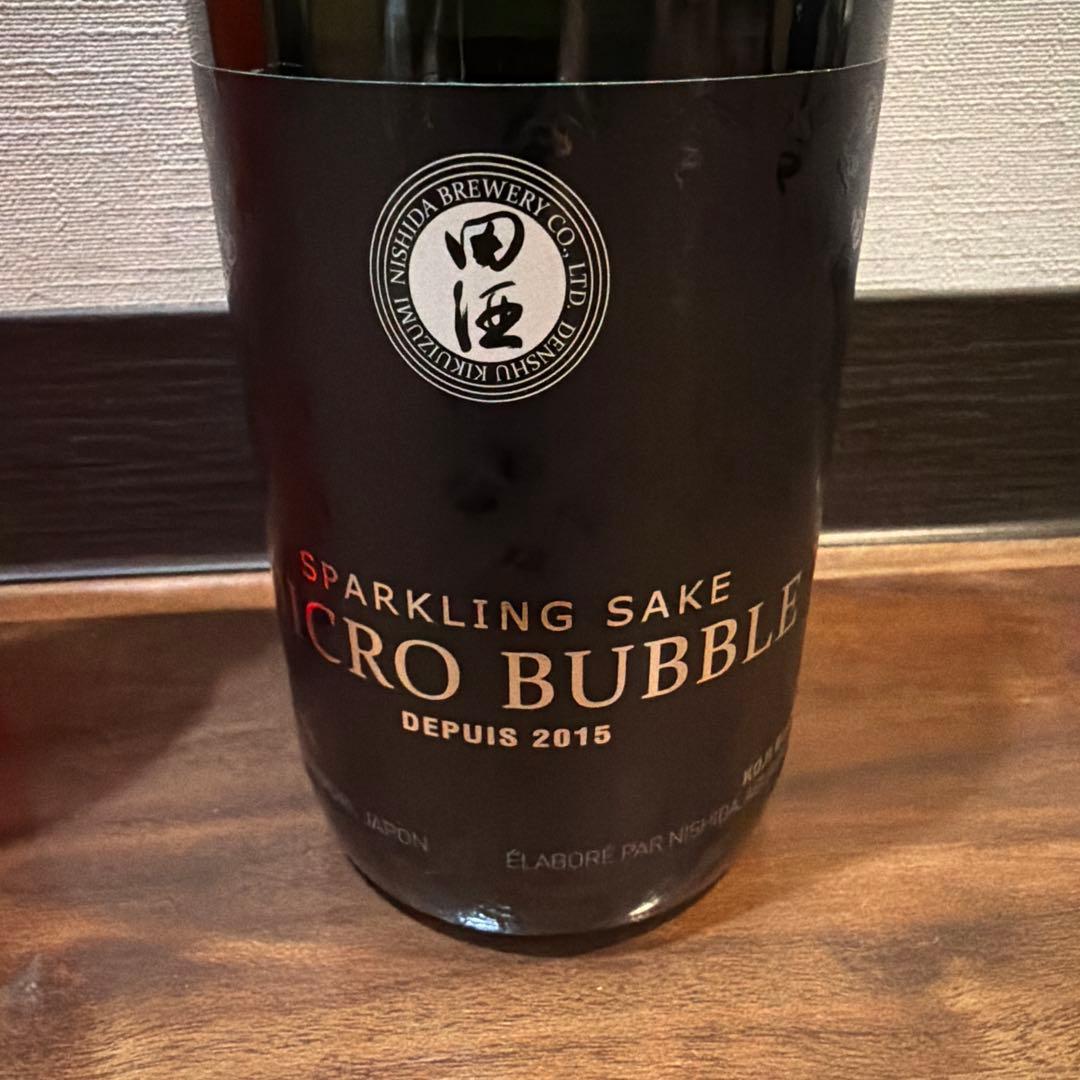 NISHIDA BREWERY CO., LTD. DENSHU KIKUIZUMI
田酒
SPARKLING SAKE
ICRO BUBBLE
DEPUIS 2015
JAPON
ÉLABORÉ PAR NISHIDA